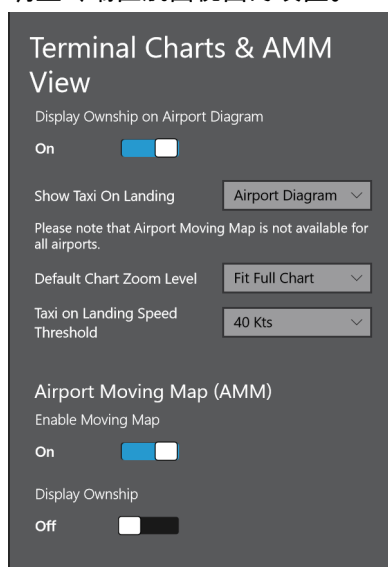 Terminal Charts & AMM
View
Display Ownship on Airport Diagram
On
Show Taxi On Landing Airport Diagram
Please note that Airport Moving Map is not available for
all airports.
Default Chart Zoom Level Fit Full Chart
Taxi on Landing Speed
Threshold 40 Kts
Airport Moving Map (AMM)
Enable Moving Map
On
Display Ownship
Off